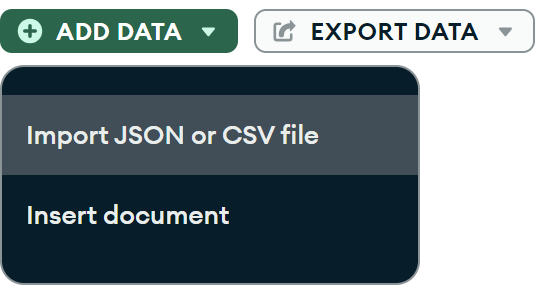 ADD DATA EXPORT DATA
Import JSON or CSV file
Insert document